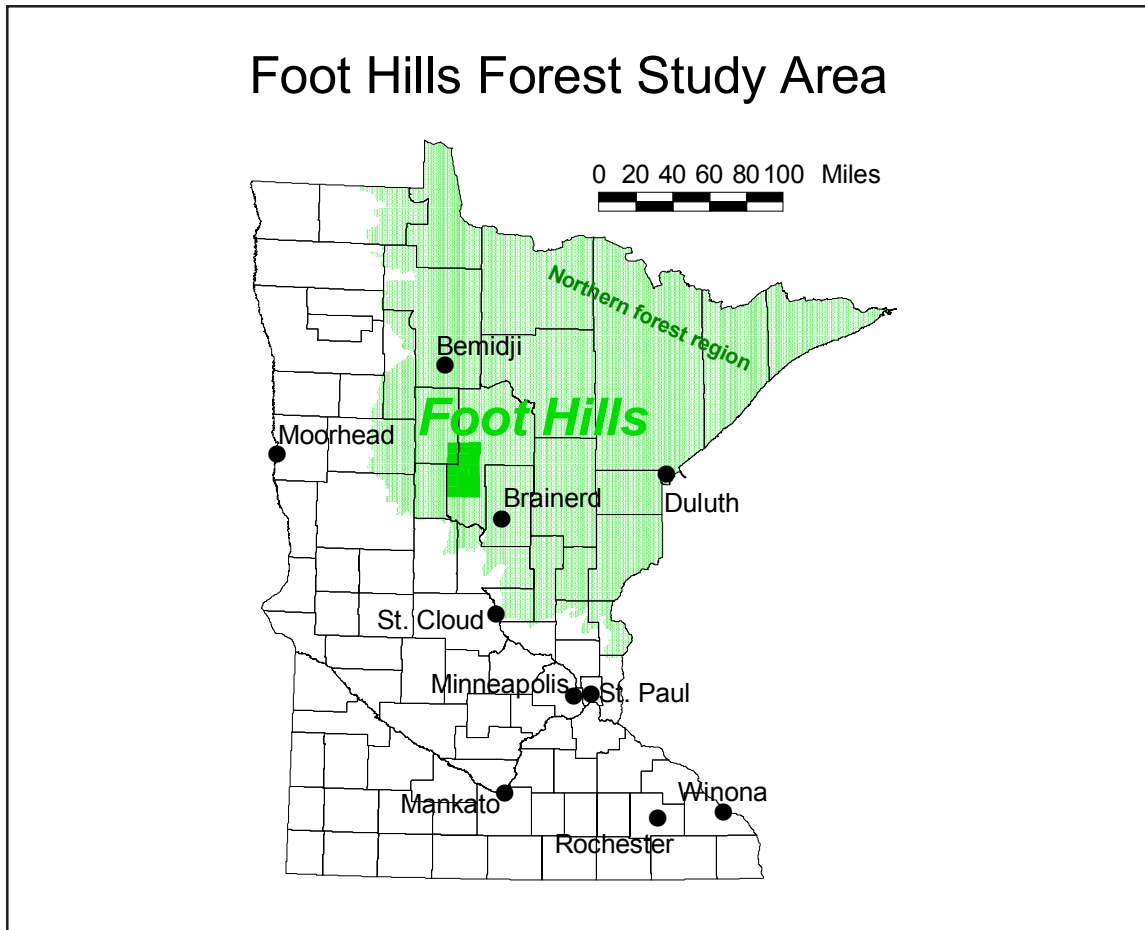 Foot Hills Forest Study Area
0 20 40 60 80 100 Miles
Northern forest region
Bemidji
Foot Hills
Moorhead
Brainerd
Duluth
St. Cloud
Minneapolis
St. Paul
Mankato
Winona
Rochester